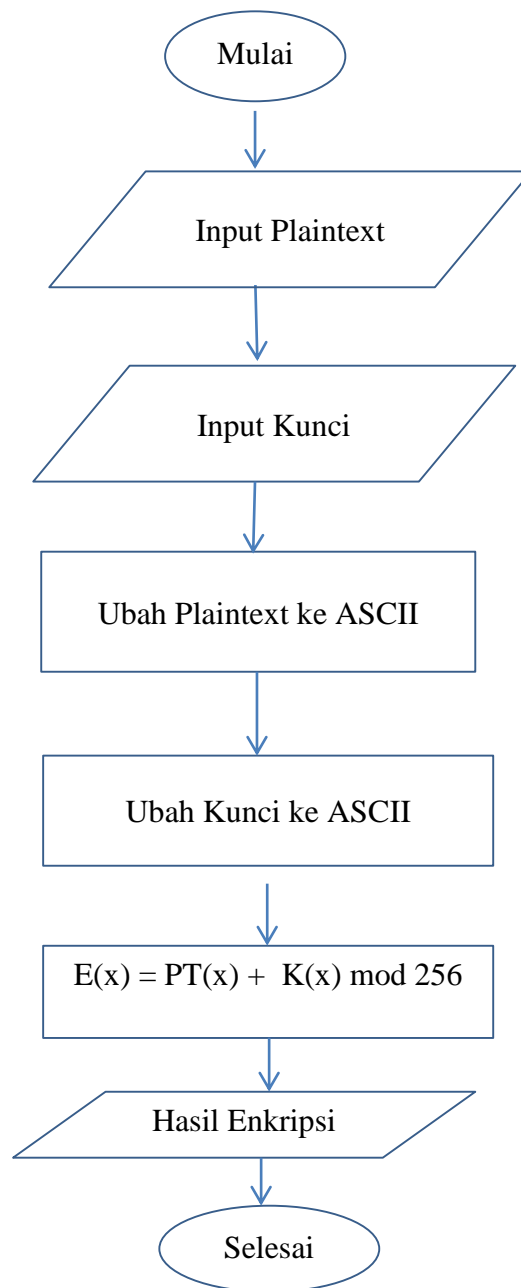 Mulai
Input Plaintext
Input Kunci
Ubah Plaintext ke ASCII
Ubah Kunci ke ASCII
E(x) = PT(x) + K(x) mod 256
Hasil Enkripsi
Selesai